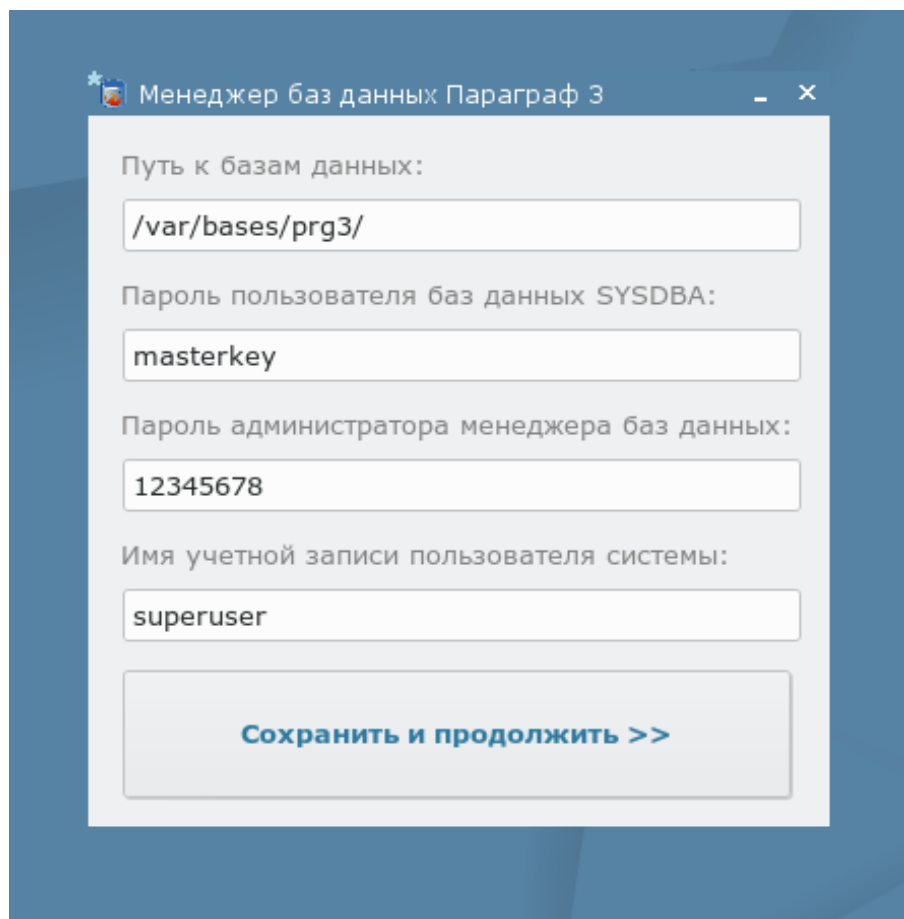 Менеджер баз данных Параграф 3
Путь к базам данных:
/var/bases/prg3/
Пароль пользователя баз данных SYSDBA:
masterkey
Пароль администратора менеджера баз данных:
12345678
Имя учетной записи пользователя системы:
superuser
Сохранить и продолжить >>